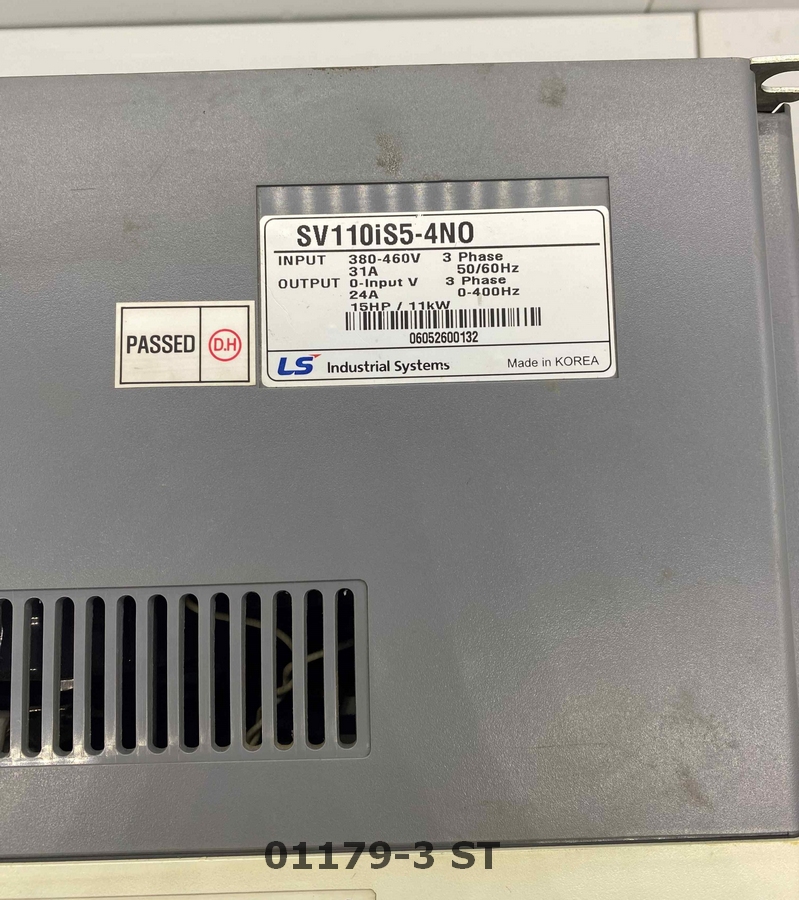 SV110iS5-4NO
INPUT 380-460V 3 Phase
31A 50/60Hz
OUTPUT 0-Input V 3 Phase
24A 0-400Hz
15HP / 11kW
06052600132
LS Industrial Systems Made in KOREA
PASSED D.H
01179-3 ST